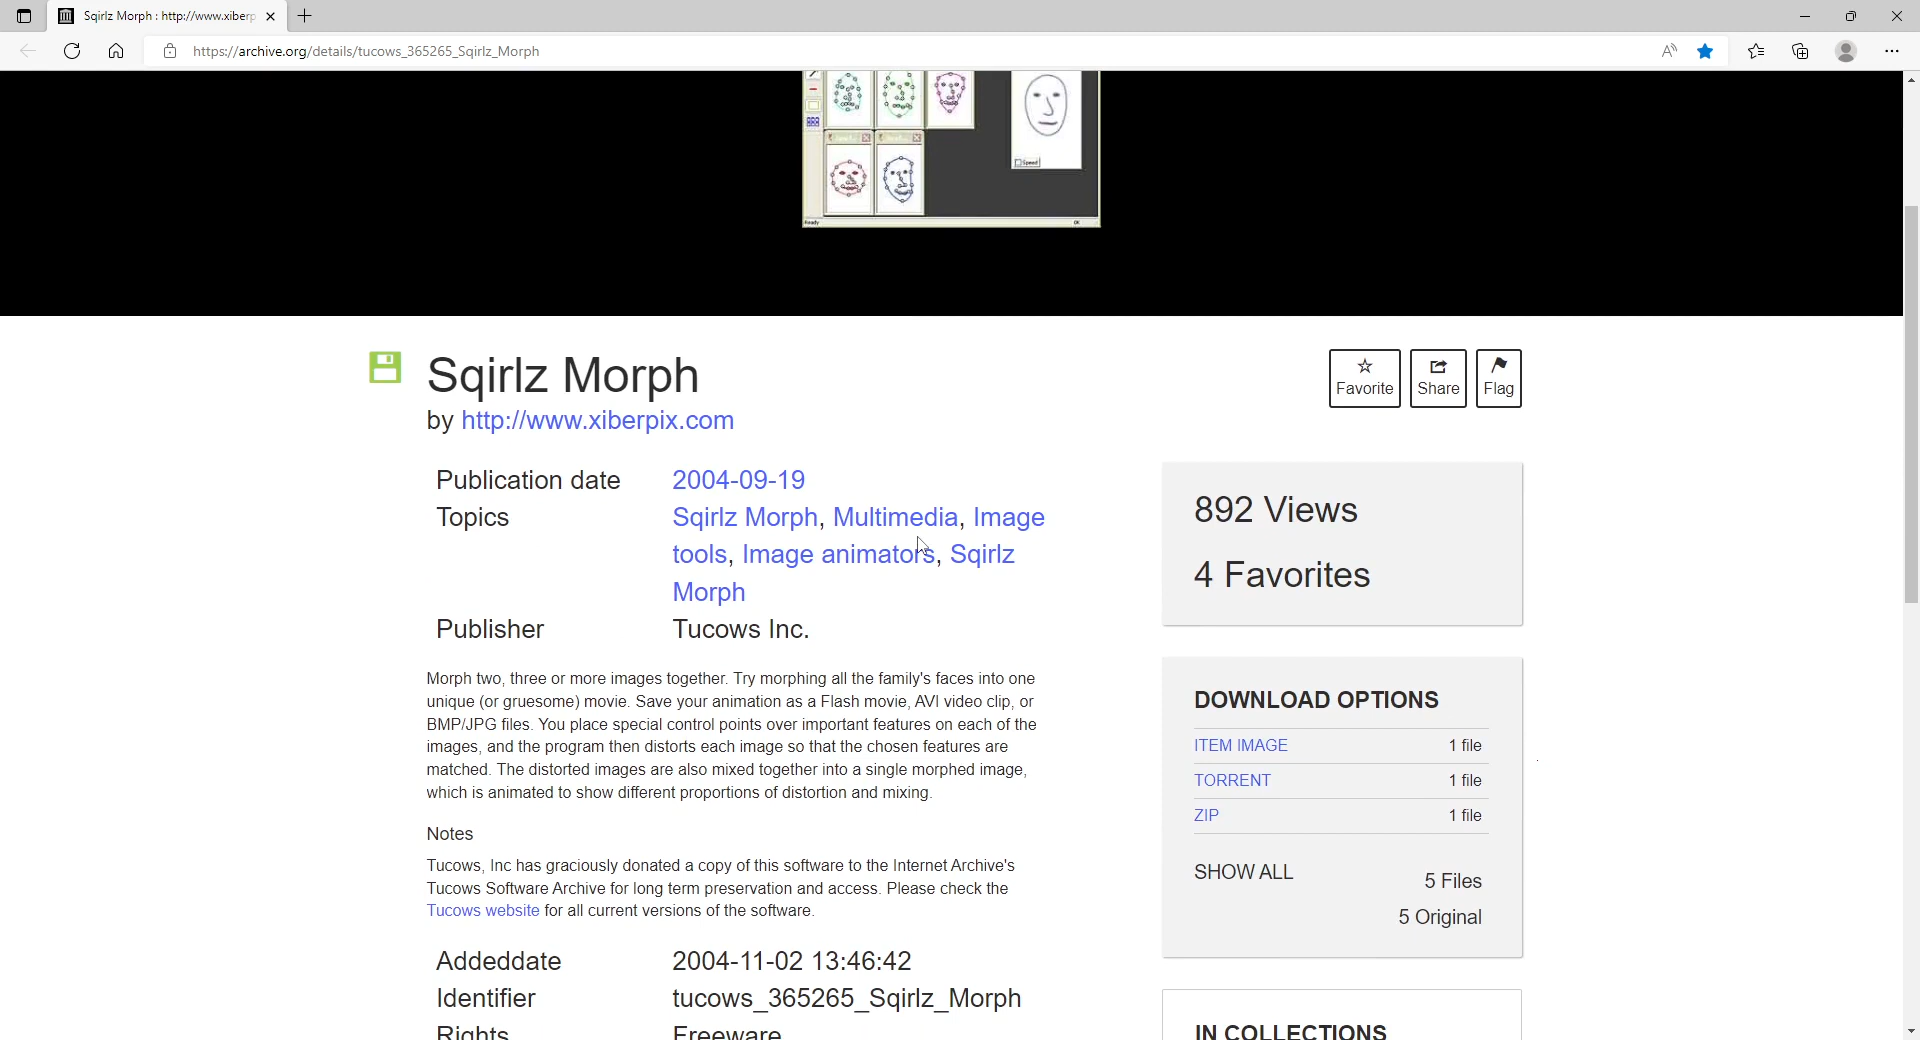 Sqirlz Morph : http://www.xiberp
https://archive.org/details/tucows_365265_Sqirlz_Morph
Speed
Ready
OK
Sqirlz Morph
by http://www.xiberpix.com
Favorite
Share
Flag
Publication date 2004-09-19
Topics Sqirlz Morph, Multimedia, Image
tools, Image animators, Sqirlz
Morph
Publisher Tucows Inc.
892 Views
4 Favorites
Morph two, three or more images together. Try morphing all the family's faces into one
unique (or gruesome) movie. Save your animation as a Flash movie, AVI video clip, or
BMP/JPG files. You place special control points over important features on each of the
images, and the program then distorts each image so that the chosen features are
matched. The distorted images are also mixed together into a single morphed image,
which is animated to show different proportions of distortion and mixing.
Notes
Tucows, Inc has graciously donated a copy of this software to the Internet Archive's
Tucows Software Archive for long term preservation and access. Please check the
Tucows website for all current versions of the software.
Addeddate 2004-11-02 13:46:42
Identifier tucows_365265_Sqirlz_Morph
Rights Freeware
DOWNLOAD OPTIONS
ITEM IMAGE 1 file
TORRENT 1 file
ZIP 1 file
SHOW ALL 5 Files
5 Original
IN COLLECTIONS